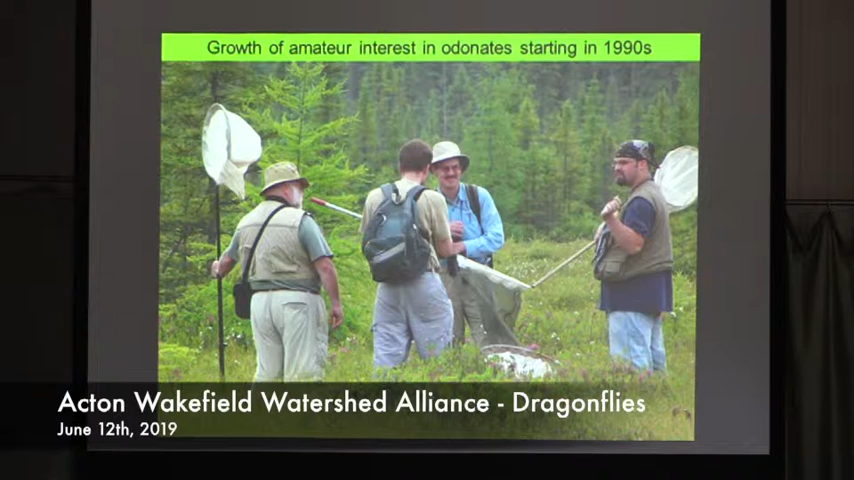 Growth of amateur interest in odonates starting in 1990s
Acton Wakefield Watershed Alliance - Dragonflies
June 12th, 2019